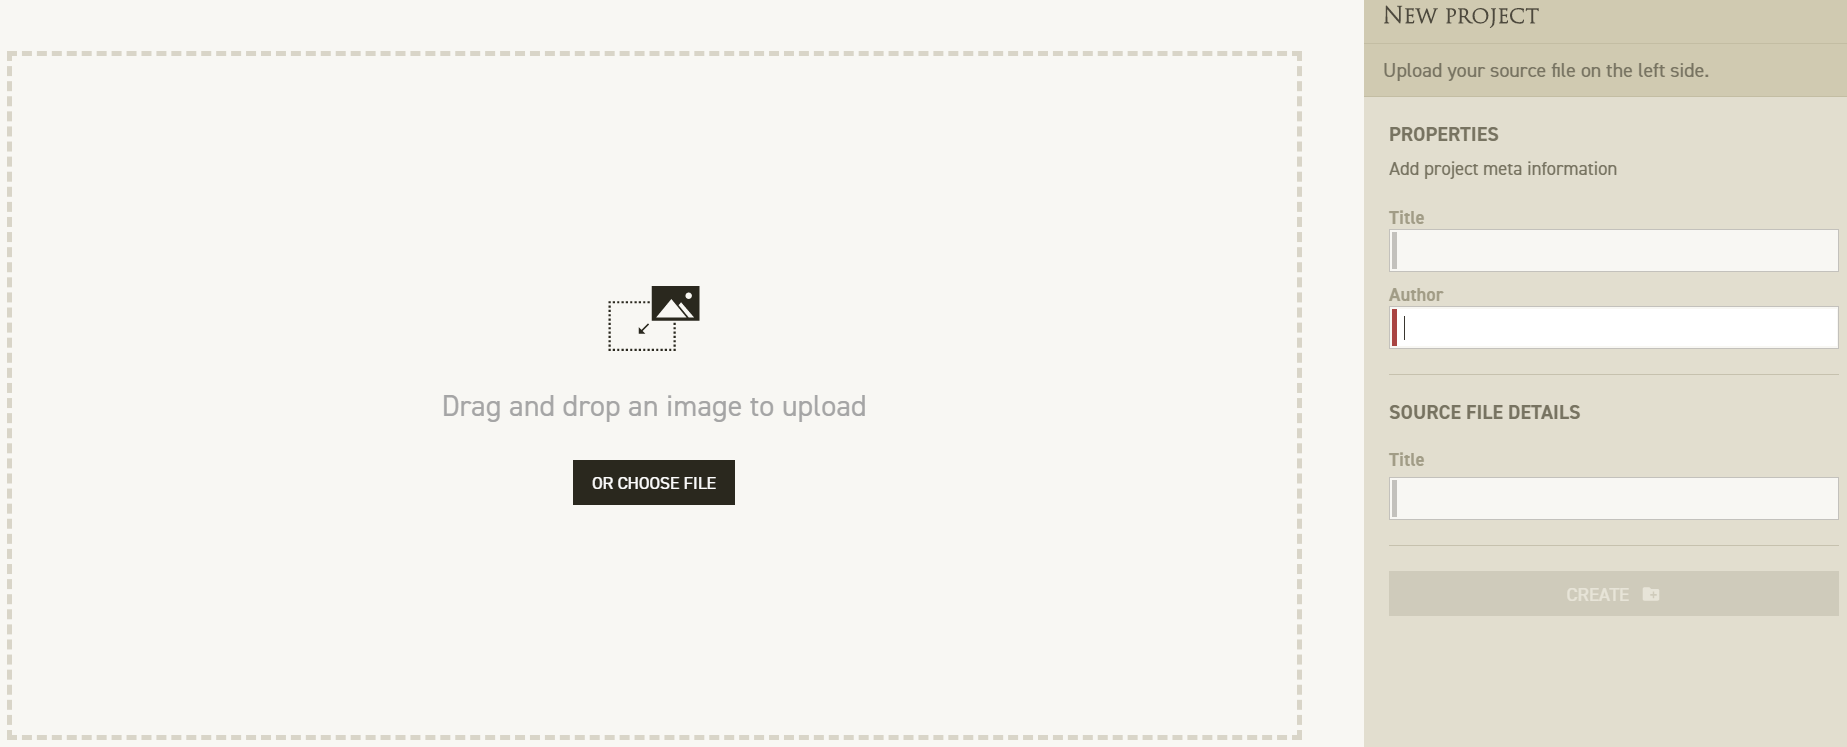 Drag and drop an image to upload
OR CHOOSE FILE
NEW PROJECT
Upload your source file on the left side.
PROPERTIES
Add project meta information
Title
Author
SOURCE FILE DETAILS
Title
CREATE